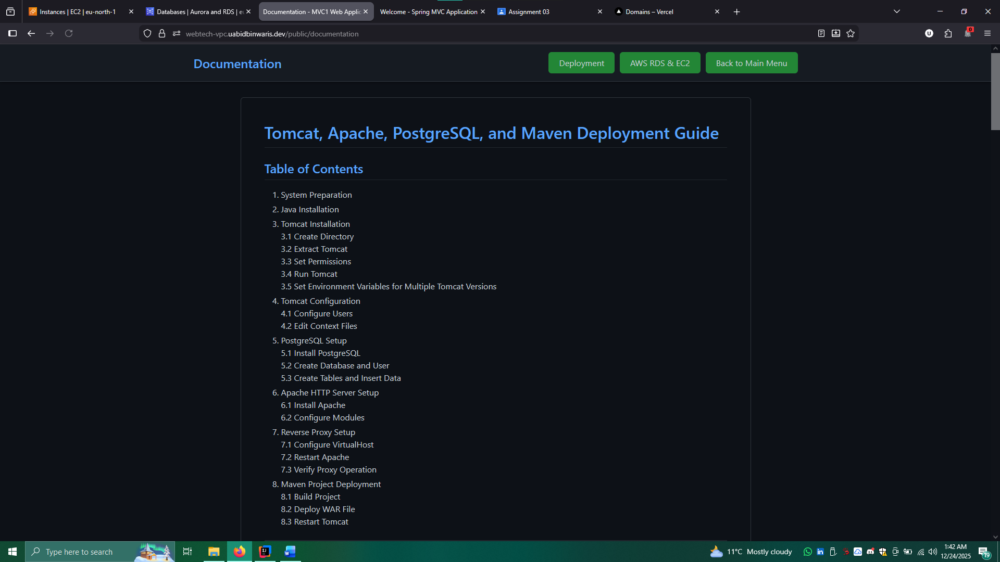 Instances | EC2 | eu-north-1
Databases | Aurora and RDS | eu
Documentation - MVC1 Web Applic
Welcome - Spring MVC Application
Assignment 03
Domains – Vercel
webtech-vpc.uabidbinwaris.dev/public/documentation
U
0
Documentation
Deployment
AWS RDS & EC2
Back to Main Menu
Tomcat, Apache, PostgreSQL, and Maven Deployment Guide
Table of Contents
1. System Preparation
2. Java Installation
3. Tomcat Installation
3.1 Create Directory
3.2 Extract Tomcat
3.3 Set Permissions
3.4 Run Tomcat
3.5 Set Environment Variables for Multiple Tomcat Versions
4. Tomcat Configuration
4.1 Configure Users
4.2 Edit Context Files
5. PostgreSQL Setup
5.1 Install PostgreSQL
5.2 Create Database and User
5.3 Create Tables and Insert Data
6. Apache HTTP Server Setup
6.1 Install Apache
6.2 Configure Modules
7. Reverse Proxy Setup
7.1 Configure VirtualHost
7.2 Restart Apache
7.3 Verify Proxy Operation
8. Maven Project Deployment
8.1 Build Project
8.2 Deploy WAR File
8.3 Restart Tomcat
Type here to search
11°C Mostly cloudy
1:42 AM
12/24/2025
19